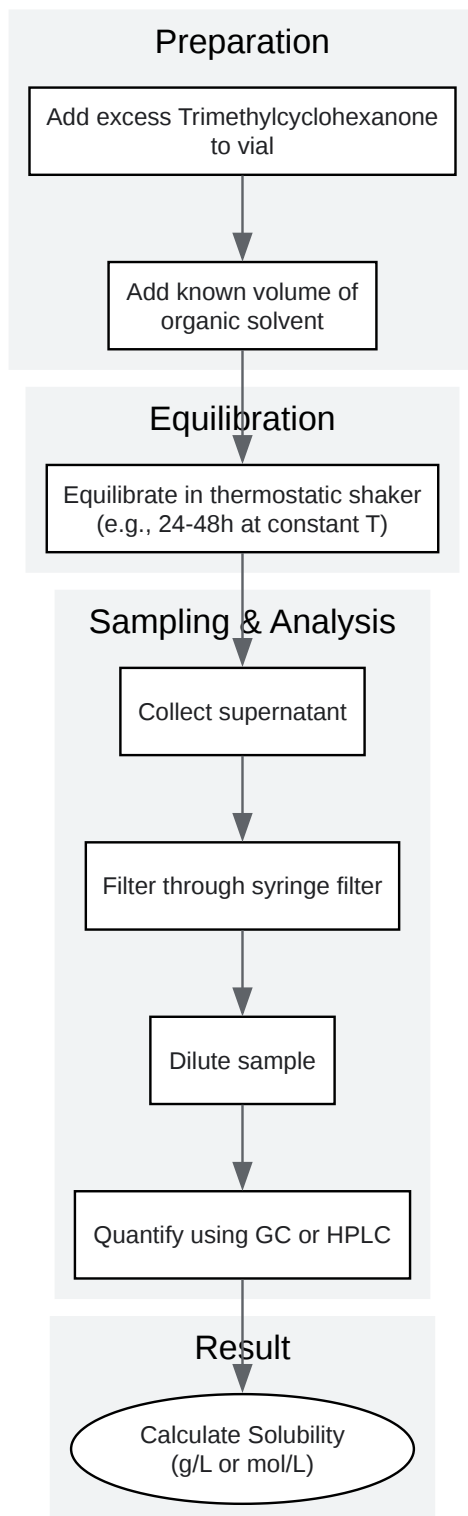 Preparation
Add excess Trimethylcyclohexanone
to vial
Add known volume of
organic solvent
Equilibration
Equilibrate in thermostatic shaker
(e.g., 24-48h at constant T)
Sampling & Analysis
Collect supernatant
Filter through syringe filter
Dilute sample
Quantify using GC or HPLC
Result
Calculate Solubility
(g/L or mol/L)